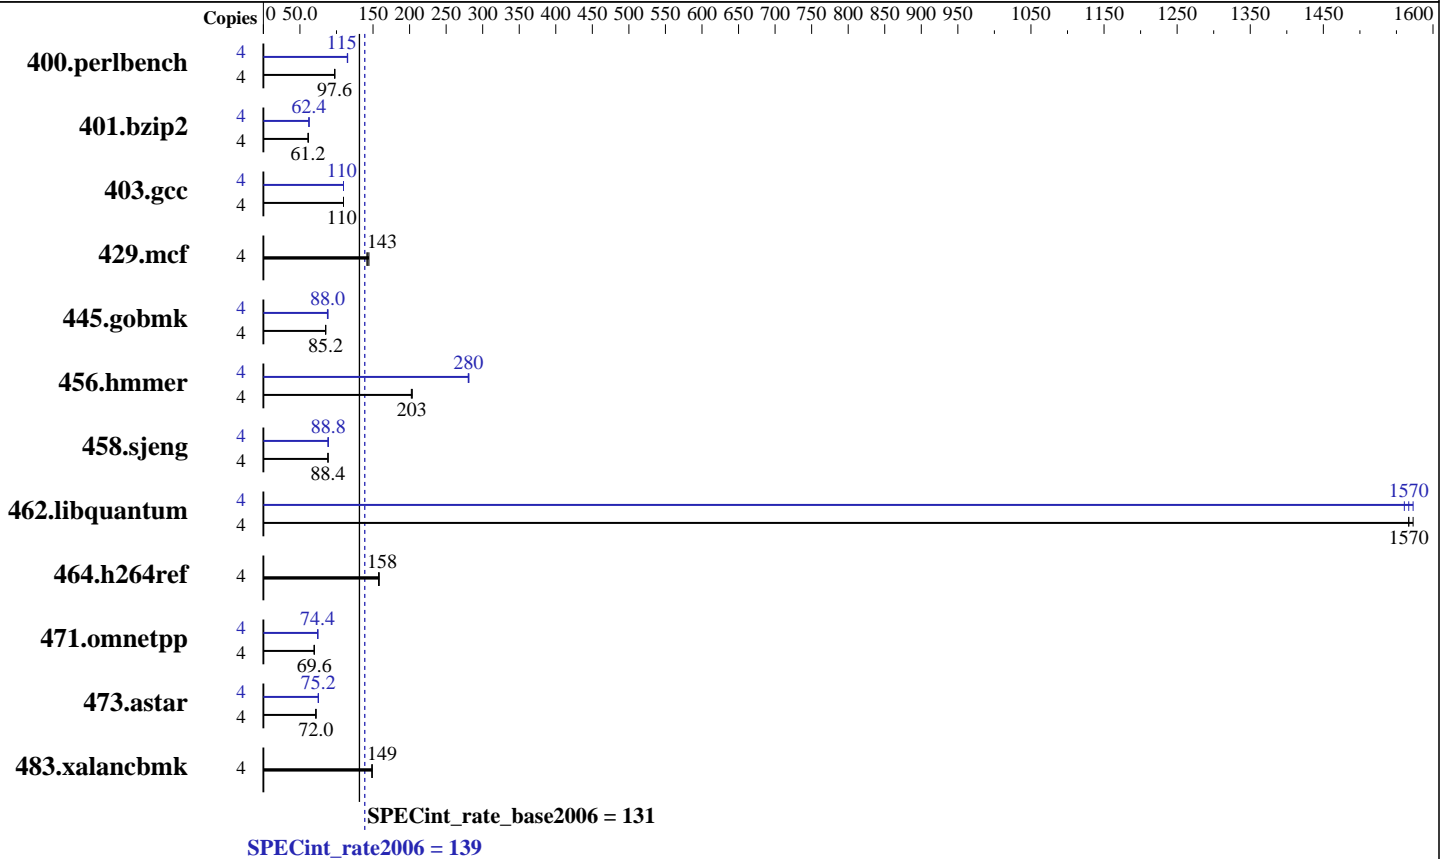 Copies 0 50.0 150 200 250 300 350 400 450 500 550 600 650 700 750 800 850 900 950 1050 1150 1250 1350 1450 1600
4 115
400.perlbench
4 97.6
4 62.4
401.bzip2
4 61.2
4 110
403.gcc
4 110
429.mcf 4 143
4 88.0
445.gobmk
4 85.2
4 280
456.hmmer
4 203
4 88.8
458.sjeng
4 88.4
4 1570
462.libquantum
4 1570
464.h264ref 4 158
4 74.4
471.omnetpp
4 69.6
4 75.2
473.astar
4 72.0
483.xalancbmk 4 149
SPECint_rate_base2006 = 131
SPECint_rate2006 = 139